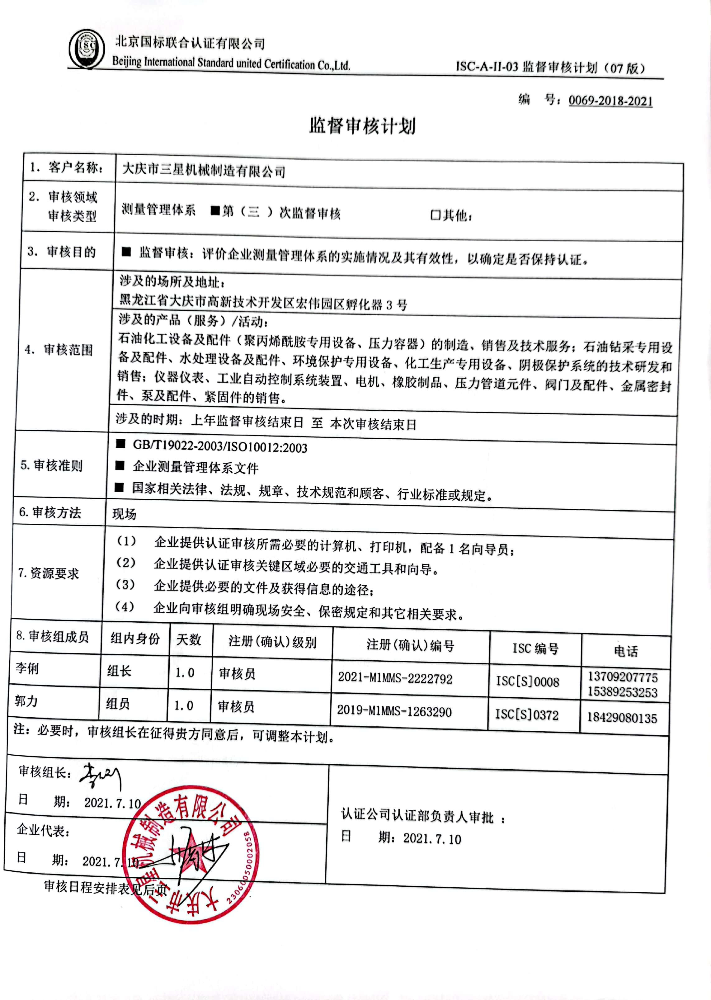 ISC
北京国标联合认证有限公司
Beijing International Standard united Certification Co.,Ltd.
ISC-A-II-03 监督审核计划（07 版）
编 号：0069-2018-2021
监督审核计划
1. 客户名称：
大庆市三星机械制造有限公司
2. 审核领域
审核类型
测量管理体系 ■第（三 ）次监督审核 □其他：
3. 审核目的
■ 监督审核：评价企业测量管理体系的实施情况及其有效性，以确定是否保持认证。
4. 审核范围
涉及的场所及地址：
黑龙江省大庆市高新技术开发区宏伟园区孵化器 3 号
涉及的产品（服务）/活动：
石油化工设备及配件（聚丙烯酰胺专用设备、压力容器）的制造、销售及技术服务；石油钻采专用设
备及配件、水处理设备及配件、环境保护专用设备、化工生产专用设备、阴极保护系统的技术研发和
销售；仪器仪表、工业自动控制系统装置、电机、橡胶制品、压力管道元件、阀门及配件、金属密封
件、泵及配件、紧固件的销售。
涉及的时期：上年监督审核结束日 至 本次审核结束日
5.审核准则
■ GB/T19022-2003/ISO10012:2003
■ 企业测量管理体系文件
■ 国家相关法律、法规、规章、技术规范和顾客、行业标准或规定。
6.审核方法
现场
7.资源要求
（1） 企业提供认证审核所需必要的计算机、打印机，配备 1 名向导员；
（2） 企业提供认证审核关键区域必要的交通工具和向导。
（3） 企业提供必要的文件及获得信息的途径；
（4） 企业向审核组明确现场安全、保密规定和其它相关要求。
8.审核组成员 组内身份 天数 注册(确认)级别 注册(确认)编号 ISC 编号 电话
李俐 组长 1.0 审核员 2021-M1MMS-2222792 ISC[S]0008 13709207775
15389253253
郭力 组员 1.0 审核员 2019-M1MMS-1263290 ISC[S]0372 18429080135
注：必要时，审核组长在征得贵方同意后，可调整本计划。
审核组长：李俐
日 期： 2021.7.10
企业代表：
日 期： 2021.7.10
认证公司认证部负责人审批 ：
日 期：2021.7.10
审核日程安排表见后页
大庆市三星机械制造有限公司
23060050002058